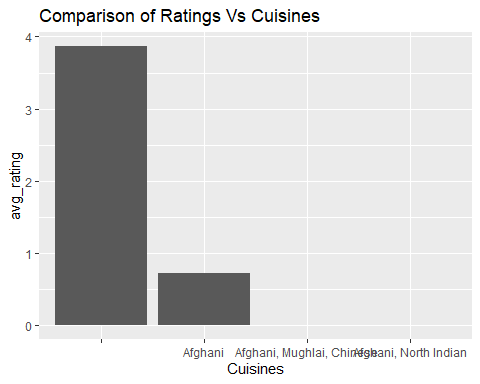 Comparison of Ratings Vs Cuisines
avg_rating
4
3
2
1
0
Afghani
Afghani, Mughlai, Chinese
Afghani, North Indian
Cuisines